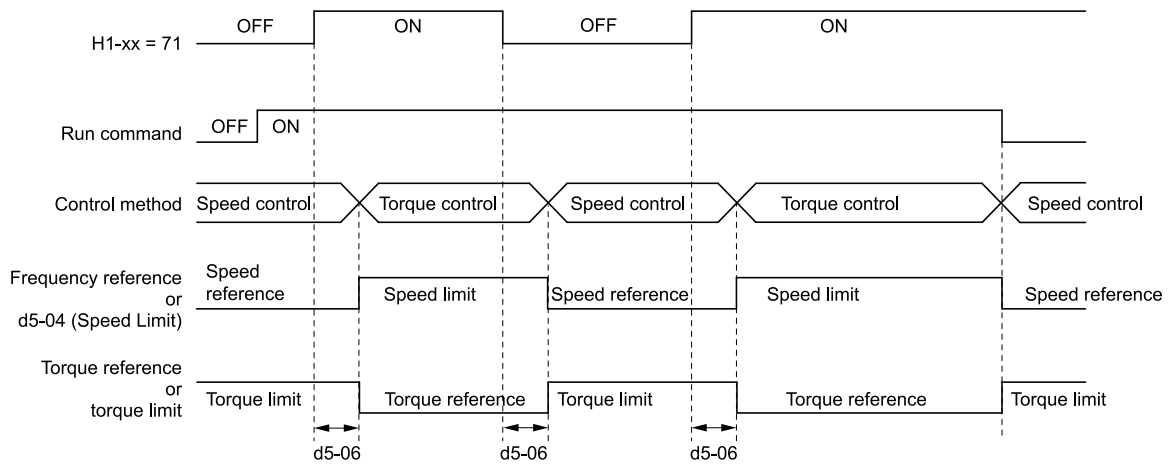 H1-xx = 71
OFF
ON
OFF
ON
Run command
OFF
ON
Control method
Speed control
Torque control
Speed control
Torque control
Speed control
Frequency reference
or
d5-04 (Speed Limit)
Speed
reference
Speed limit
Speed reference
Speed limit
Speed reference
Torque reference
or
torque limit
Torque limit
Torque reference
Torque limit
Torque reference
Torque limit
d5-06
d5-06
d5-06